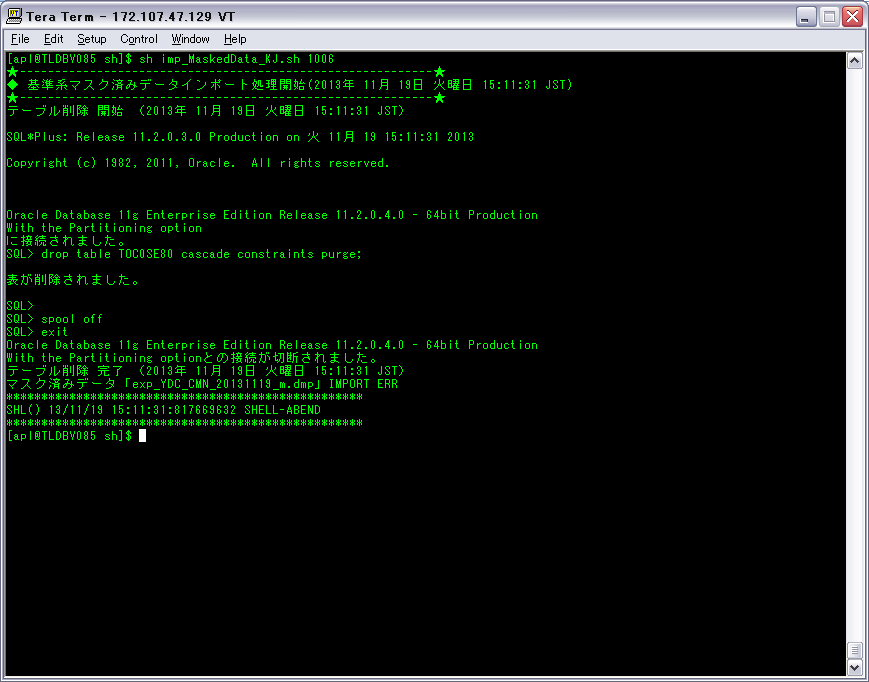 Tera Term - 172.107.47.129 VT
File Edit Setup Control Window Help
[apl@TLDBY085 sh]$ sh imp_MaskedData_KJ.sh 1006
★-----------------------------------------------------------★
◆ 基準系マスク済みデータインポート処理開始(2013年 11月 19日 火曜日 15:11:31 JST)
★-----------------------------------------------------------★
テーブル削除 開始 (2013年 11月 19日 火曜日 15:11:31 JST)
SQL*Plus: Release 11.2.0.3.0 Production on 火 11月 19 15:11:31 2013
Copyright (c) 1982, 2011, Oracle.  All rights reserved.
Oracle Database 11g Enterprise Edition Release 11.2.0.4.0 - 64bit Production
With the Partitioning option
に接続されました。
SQL> drop table TOCOSE80 cascade constraints purge;
表が削除されました。
SQL>
SQL> spool off
SQL> exit
Oracle Database 11g Enterprise Edition Release 11.2.0.4.0 - 64bit Production
With the Partitioning optionとの接続が切断されました。
テーブル削除 完了 (2013年 11月 19日 火曜日 15:11:31 JST)
マスク済みデータ「exp_YDC_CMN_20131119_m.dmp」IMPORT ERR
***************************************************
SHL() 13/11/19 15:11:31:817669632 SHELL-ABEND
***************************************************
[apl@TLDBY085 sh]$